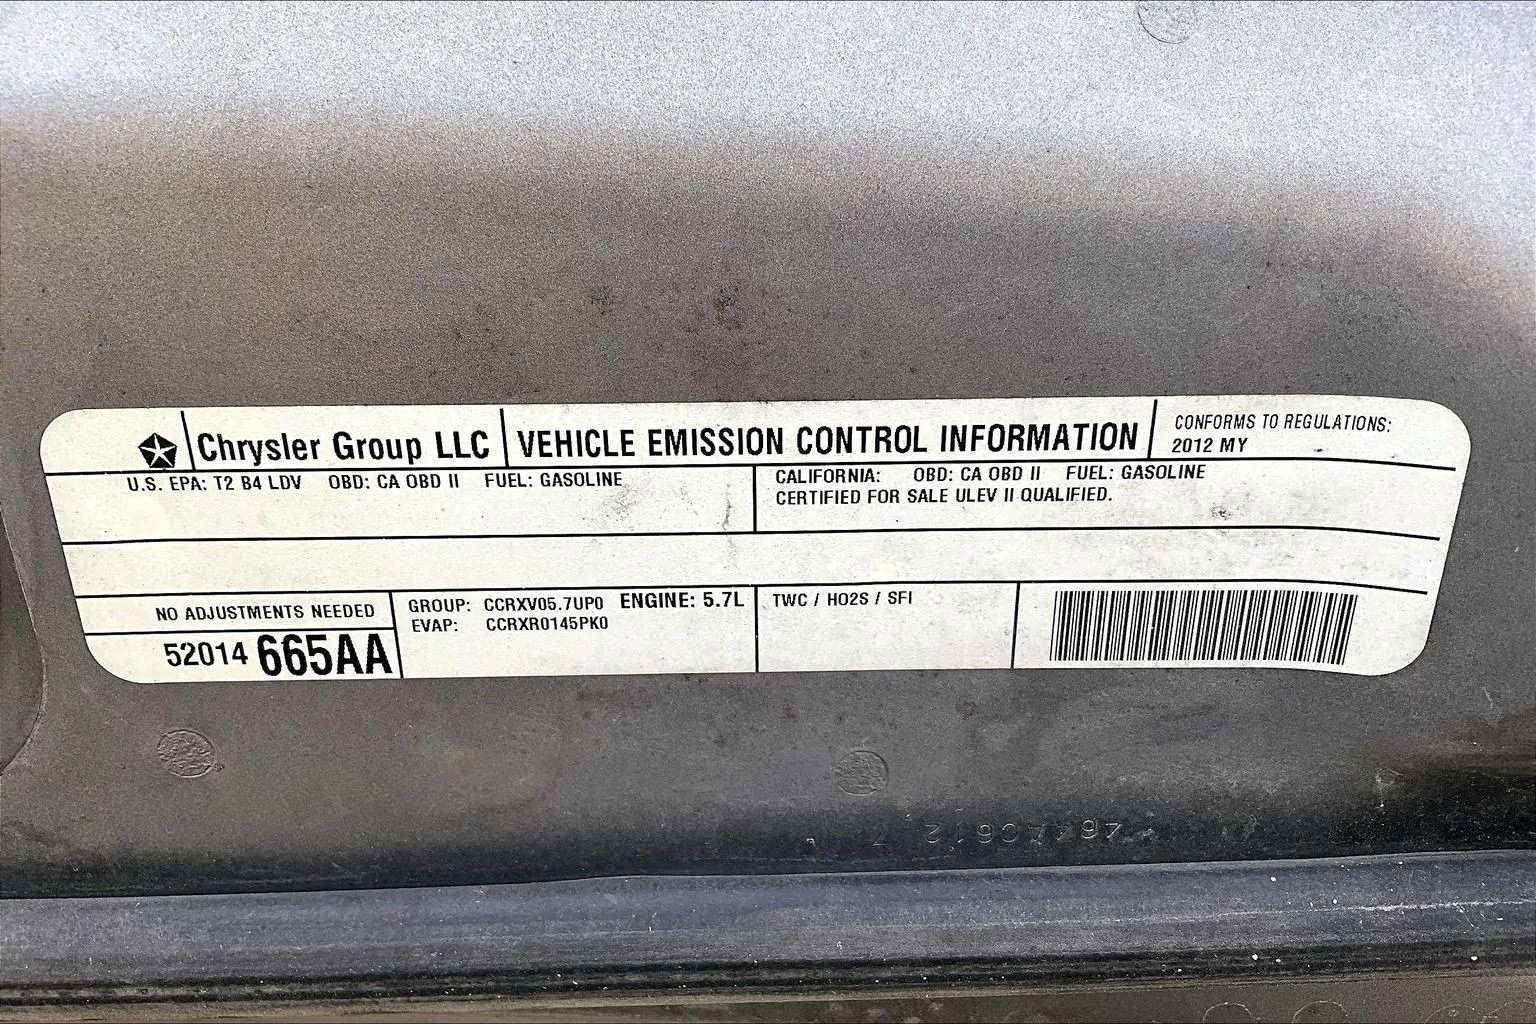 Chrysler Group LLC
VEHICLE EMISSION CONTROL INFORMATION
CONFORMS TO REGULATIONS:
2012 MY
U.S. EPA: T2 B4 LDV OBD: CA OBD II FUEL: GASOLINE
CALIFORNIA: OBD: CA OBD II FUEL: GASOLINE
CERTIFIED FOR SALE ULEV II QUALIFIED.
NO ADJUSTMENTS NEEDED
52014 665AA
GROUP: CCRXV05.7UP0 ENGINE: 5.7L
EVAP: CCRXR0145PK0
TWC / HO2S / SFI